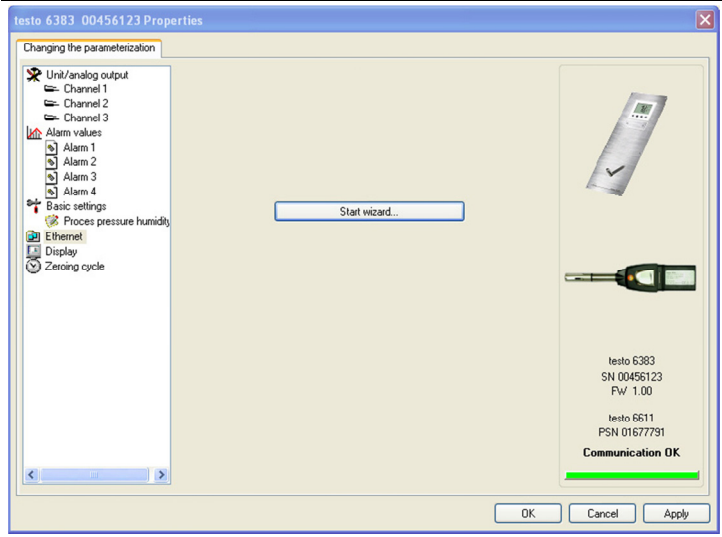 testo 6383 00456123 Properties
Changing the parameterization
Unit/analog output
Channel 1
Channel 2
Channel 3
Alarm values
Alarm 1
Alarm 2
Alarm 3
Alarm 4
Basic settings
Proces pressure humidity
Ethernet
Display
Zeroing cycle
Start wizard...
testo 6383
SN 00456123
FW 1.00
testo 6611
PSN 01677791
Communication OK
OK
Cancel
Apply